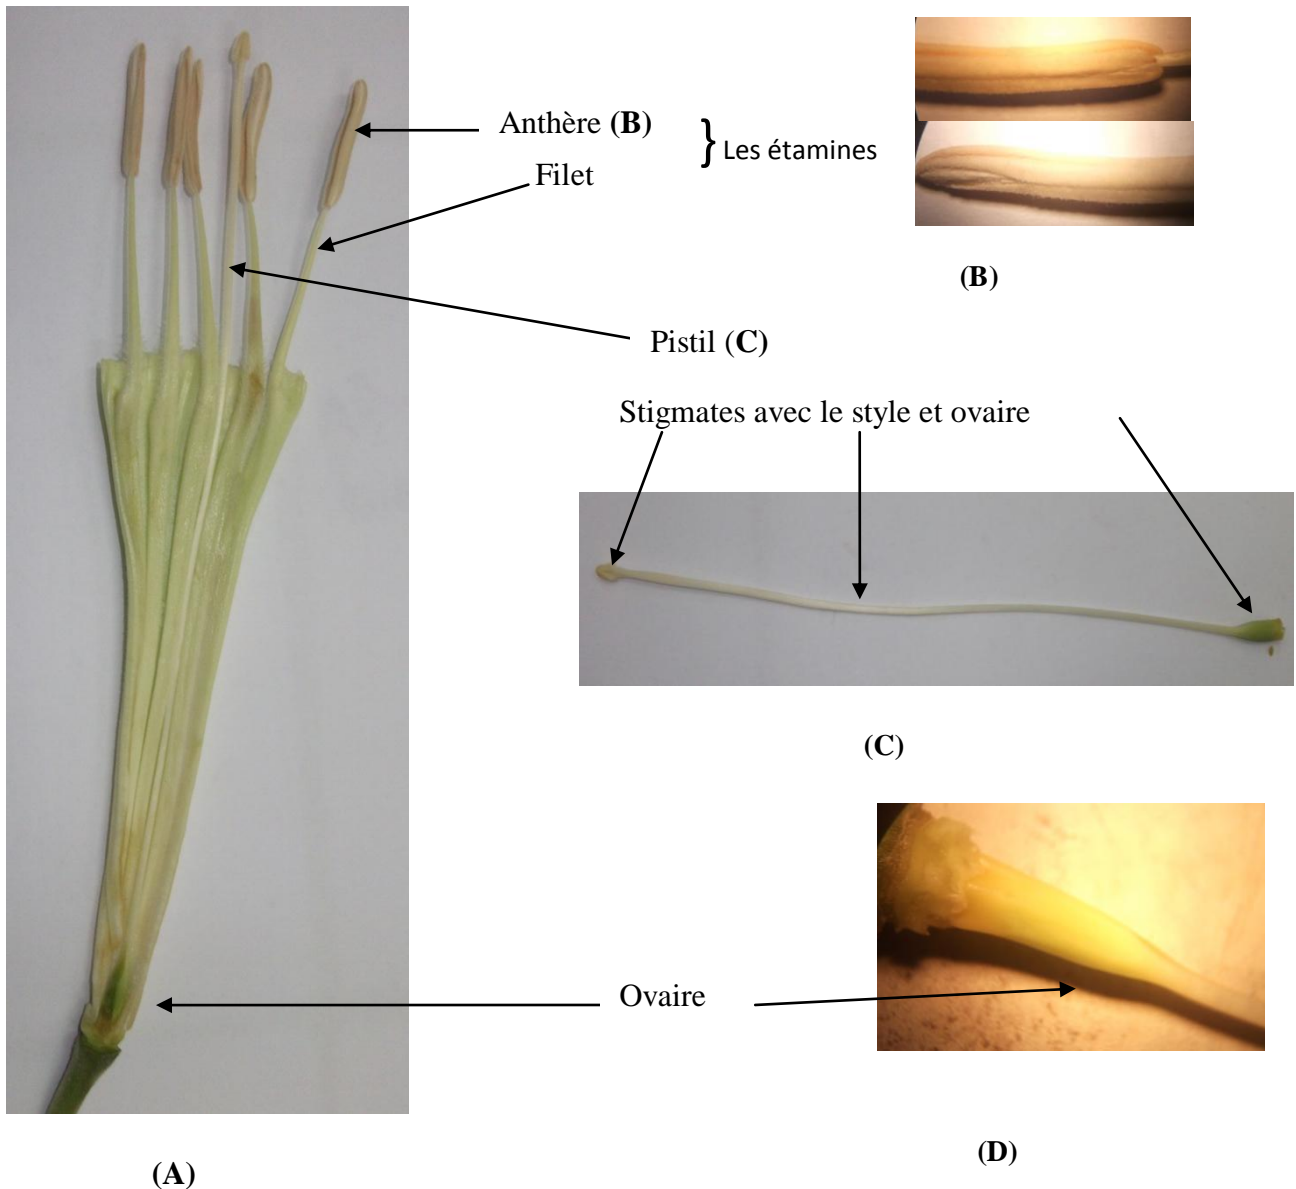 Anthère (B)
} Les étamines
Filet
(B)
Pistil (C)
Stigmates avec le style et ovaire
(C)
Ovaire
(D)
(A)